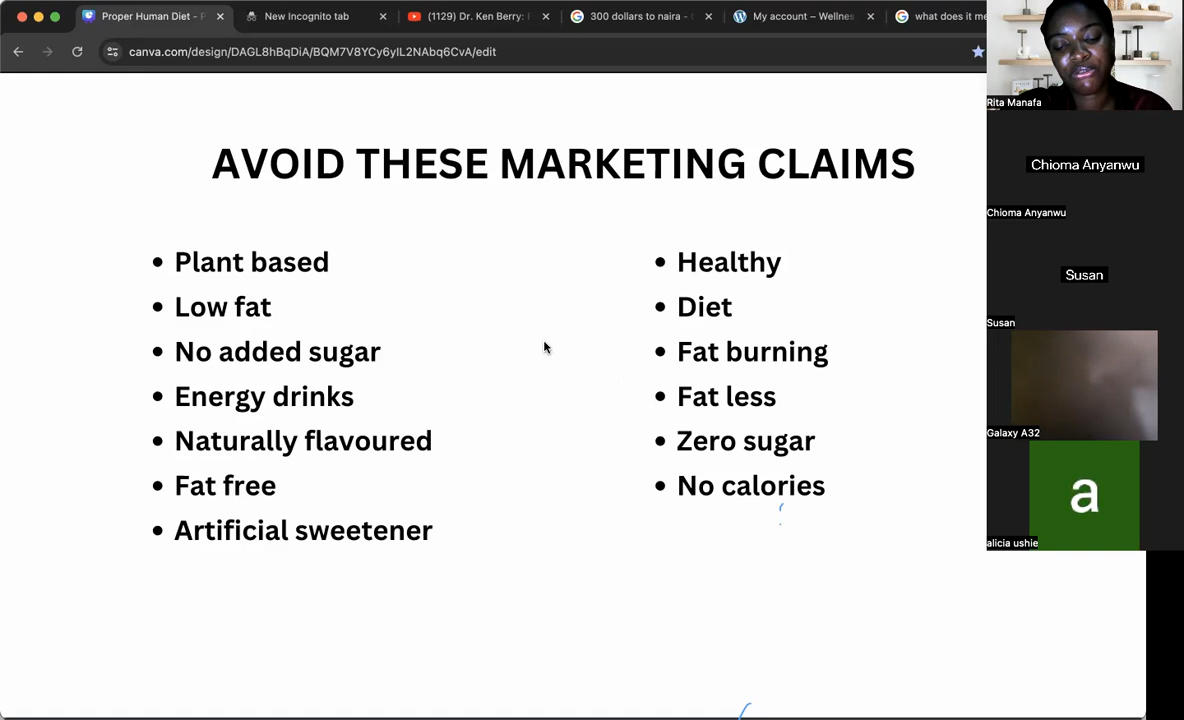 Proper Human Diet - P
New Incognito tab
(1129) Dr. Ken Berry:
300 dollars to naira -
My account – Wellnes
what does it me
canva.com/design/DAGL8hBqDiA/BQM7V8YCy6yIL2NAbq6CvA/edit
AVOID THESE MARKETING CLAIMS
• Plant based
• Low fat
• No added sugar
• Energy drinks
• Naturally flavoured
• Fat free
• Artificial sweetener
• Healthy
• Diet
• Fat burning
• Fat less
• Zero sugar
• No calories
Rita Manafa
Chioma Anyanwu
Chioma Anyanwu
Susan
Susan
Galaxy A32
a
alicia ushie